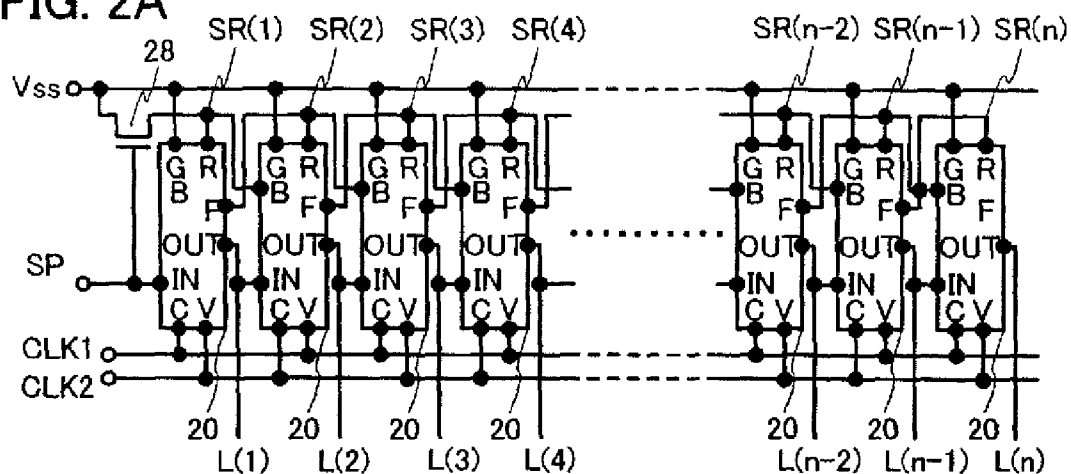 FIG. 2A
SR(1) SR(2) SR(3) SR(4) SR(n-2) SR(n-1) SR(n)
28
Vss
G R G R G R G R G R G R G R
B B B B B B B
F F F F F F F
OUT OUT OUT OUT OUT OUT OUT
SP IN IN IN IN IN IN IN
C V C V C V C V C V C V C V
CLK1
CLK2
20 20 20 20 20 20 20
L(1) L(2) L(3) L(4) L(n-2) L(n-1) L(n)